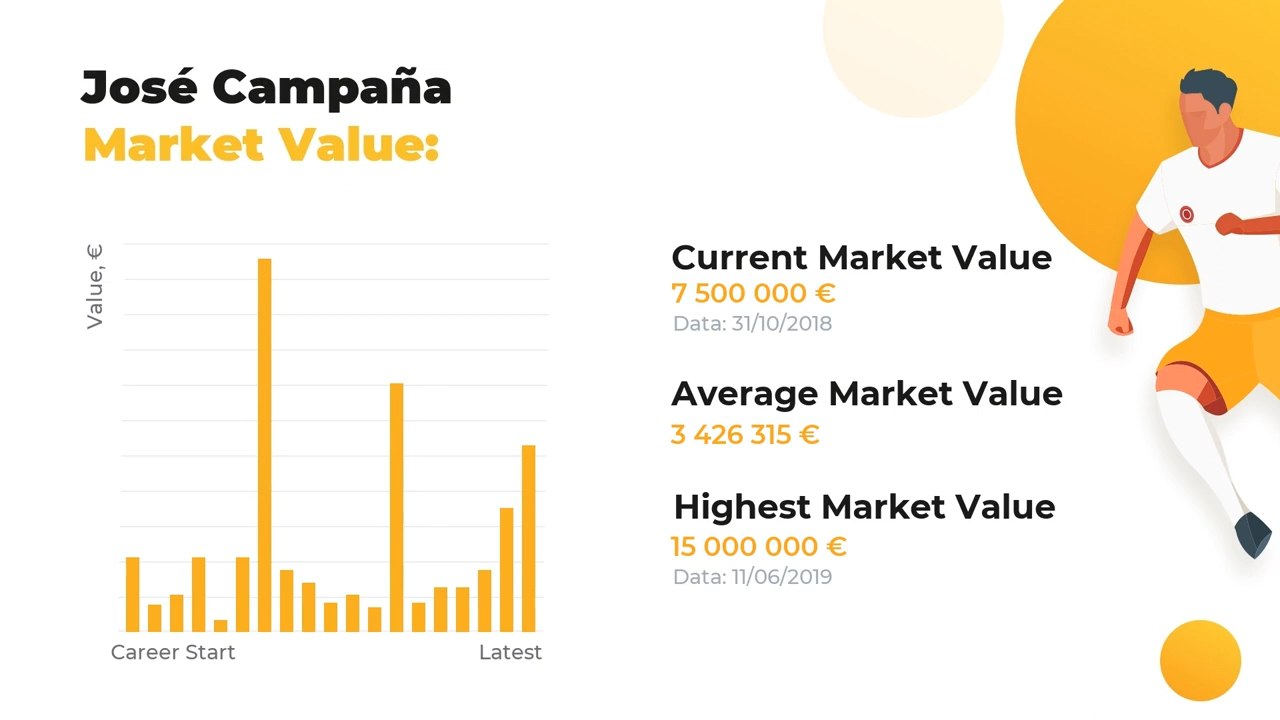 José Campaña
Market Value:
Value, €
Career Start
Latest
Current Market Value
7 500 000 €
Data: 31/10/2018
Average Market Value
3 426 315 €
Highest Market Value
15 000 000 €
Data: 11/06/2019